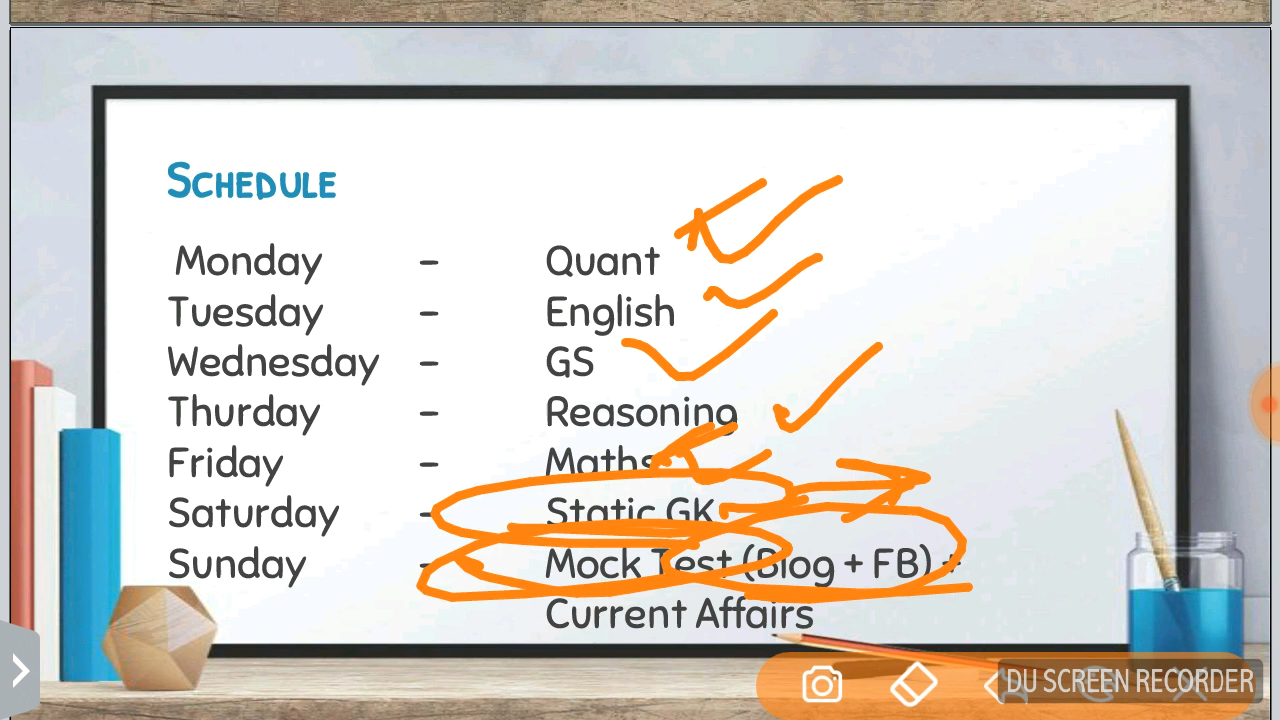 SCHEDULE
Monday - Quant
Tuesday - English
Wednesday - GS
Thurday - Reasoning
Friday - Maths
Saturday - Static GK
Sunday - Mock Test (Blog + FB) +
Current Affairs
DU SCREEN RECORDER